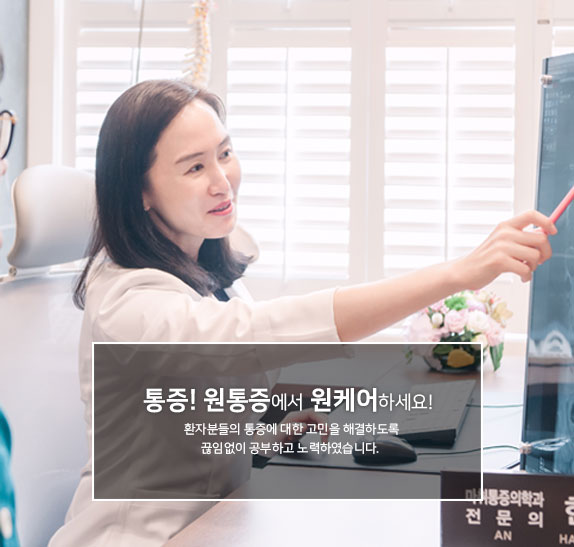 통증! 원통증에서 원케어하세요!
환자분들의 통증에 대한 고민을 해결하도록
끊임없이 공부하고 노력하였습니다.
마취통증의학과
전 문 의
AN
HA